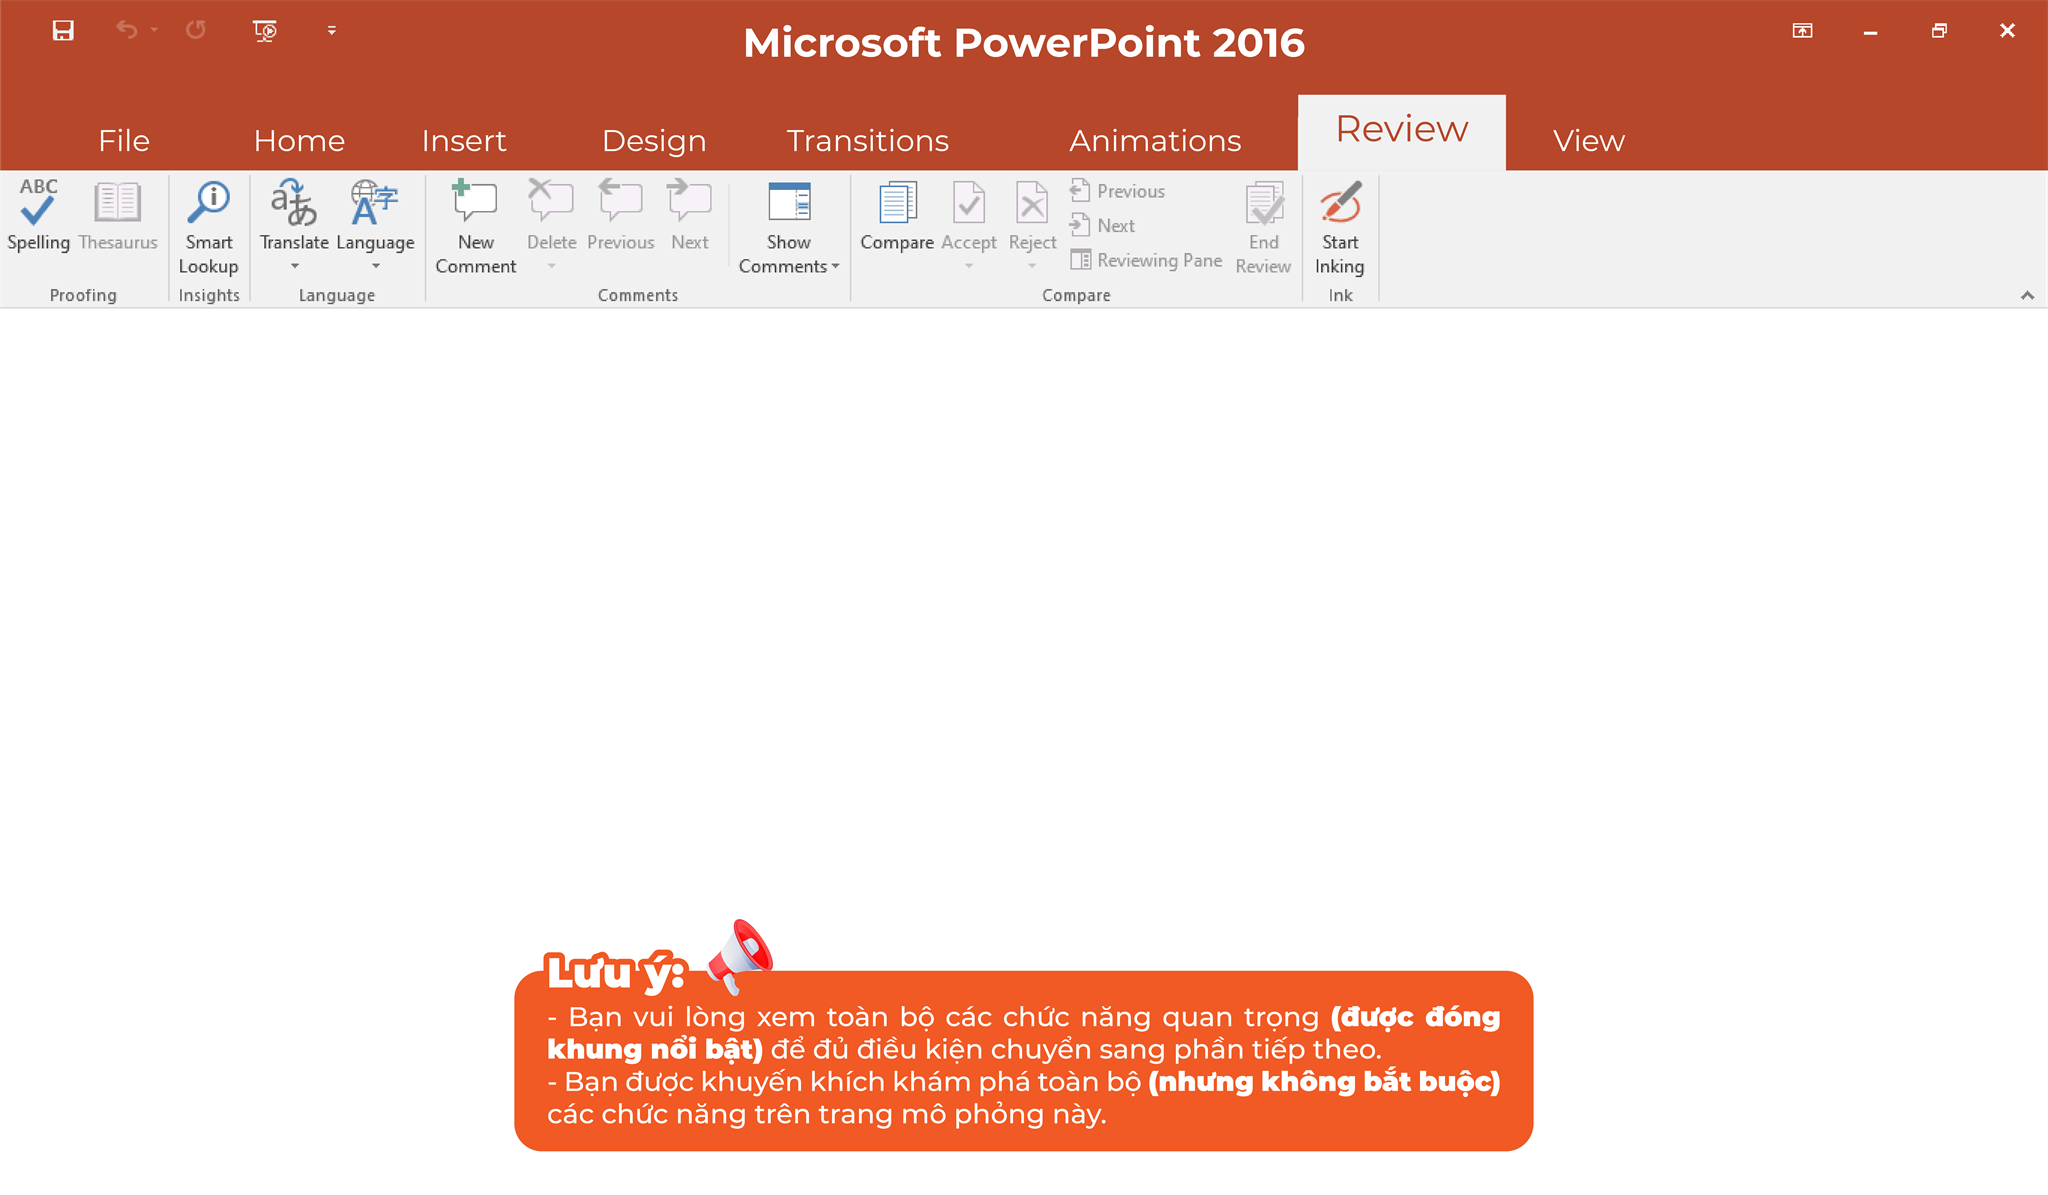 Microsoft PowerPoint 2016
File Home Insert Design Transitions Animations Review View
ABC
Spelling Thesaurus
Proofing
Smart
Lookup
Insights
Translate Language
Language
New
Comment
Delete Previous Next
Show
Comments
Comments
Compare Accept Reject
Previous
Next
Reviewing Pane
End
Review
Compare
Start
Inking
Ink
Lưu ý:
- Bạn vui lòng xem toàn bộ các chức năng quan trọng (được đóng
khung nổi bật) để đủ điều kiện chuyển sang phần tiếp theo.
- Bạn được khuyến khích khám phá toàn bộ (nhưng không bắt buộc)
các chức năng trên trang mô phỏng này.